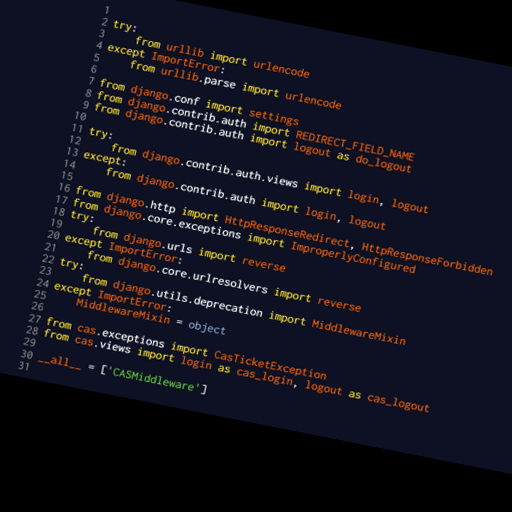 1
2 try:
3     from urllib import urlencode
4 except ImportError:
5     from urllib.parse import urlencode
6
7 from django.conf import settings
8 from django.contrib.auth import REDIRECT_FIELD_NAME
9 from django.contrib.auth import logout as do_logout
10
11 try:
12     from django.contrib.auth.views import login, logout
13 except:
14     from django.contrib.auth import login, logout
15
16 from django.http import HttpResponseRedirect, HttpResponseForbidden
17 from django.core.exceptions import ImproperlyConfigured
18 try:
19     from django.urls import reverse
20 except ImportError:
21     from django.core.urlresolvers import reverse
22 try:
23     from django.utils.deprecation import MiddlewareMixin
24 except ImportError:
25     MiddlewareMixin = object
26
27 from cas.exceptions import CasTicketException
28 from cas.views import login as cas_login, logout as cas_logout
29
30 __all__ = ['CASMiddleware']
31